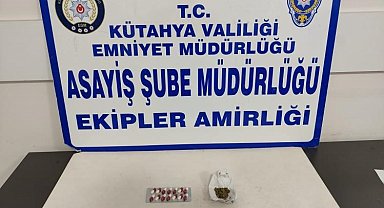 T.C.
KÜTAHYA VALİLİĞİ
EMNİYET MÜDÜRLÜĞÜ
ASAYİŞ ŞUBE MÜDÜRLÜĞÜ
EKİPLER AMİRLİĞİ